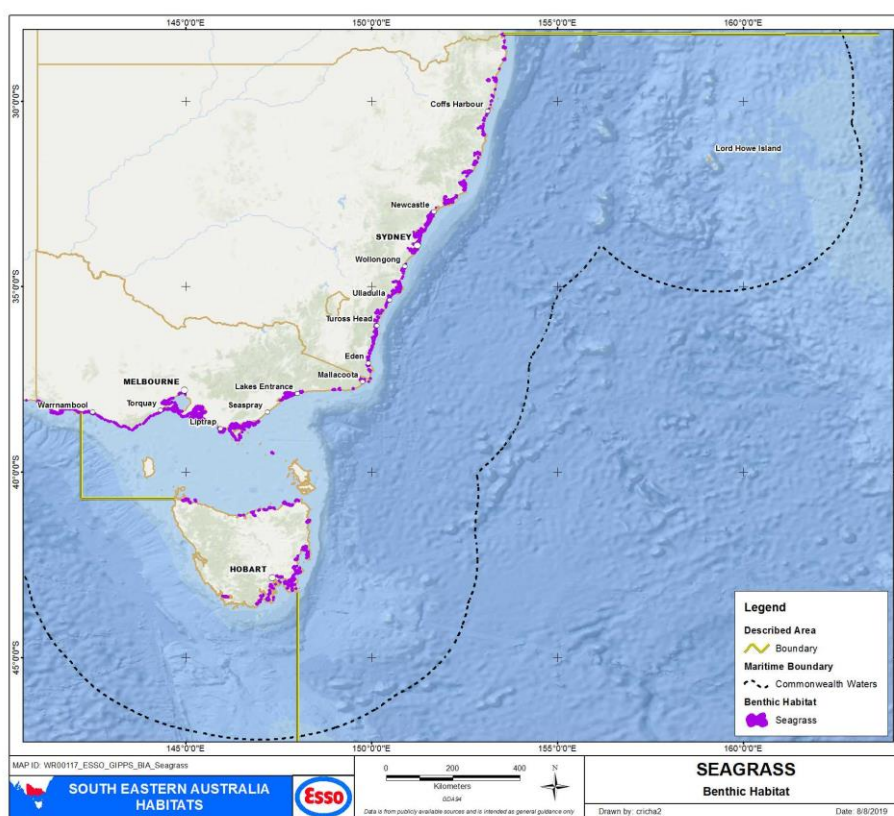 145°0'0"E 150°0'0"E 155°0'0"E 160°0'0"E
30°0'0"S
Coffs Harbour
Lord Howe Island
Newcastle
SYDNEY
Wollongong
35°0'0"S
Ulladulla
Tuross Head
Eden
Mallacoota
MELBOURNE
Lakes Entrance
Warrnambool
Torquay
Seaspray
Liptrap
40°0'0"S
HOBART
45°0'0"S
Legend
Described Area
Boundary
Maritime Boundary
Commonwealth Waters
Benthic Habitat
Seagrass
145°0'0"E 150°0'0"E 155°0'0"E 160°0'0"E
MAP ID: WR00117_ESSO_GIPPS_BIA_Seagrass
SOUTH EASTERN AUSTRALIA
HABITATS
Esso
0 200 400
Kilometers
GDA94
N
Data is from publicly available sources and is intended as general guidance only
SEAGRASS
Benthic Habitat
Drawn by: cricha2 Date: 8/8/2019